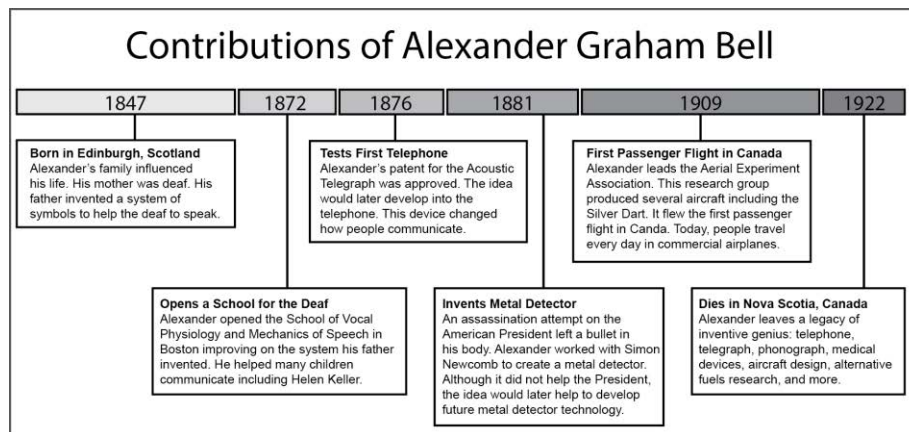 Contributions of Alexander Graham Bell
1847
1872
1876
1881
1909
1922
Born in Edinburgh, Scotland
Alexander's family influenced
his life. His mother was deaf. His
father invented a system of
symbols to help the deaf to speak.
Tests First Telephone
Alexander's patent for the Acoustic
Telegraph was approved. The idea
would later develop into the
telephone. This device changed
how people communicate.
First Passenger Flight in Canada
Alexander leads the Aerial Experiment
Association. This research group
produced several aircraft including the
Silver Dart. It flew the first passenger
flight in Canda. Today, people travel
every day in commercial airplanes.
Opens a School for the Deaf
Alexander opened the School of Vocal
Physiology and Mechanics of Speech in
Boston improving on the system his father
invented. He helped many children
communicate including Helen Keller.
Invents Metal Detector
An assassination attempt on the
American President left a bullet in
his body. Alexander worked with Simon
Newcomb to create a metal detector.
Although it did not help the President,
the idea would later help to develop
future metal detector technology.
Dies in Nova Scotia, Canada
Alexander leaves a legacy of
inventive genius: telephone,
telegraph, phonograph, medical
devices, aircraft design, alternative
fuels research, and more.